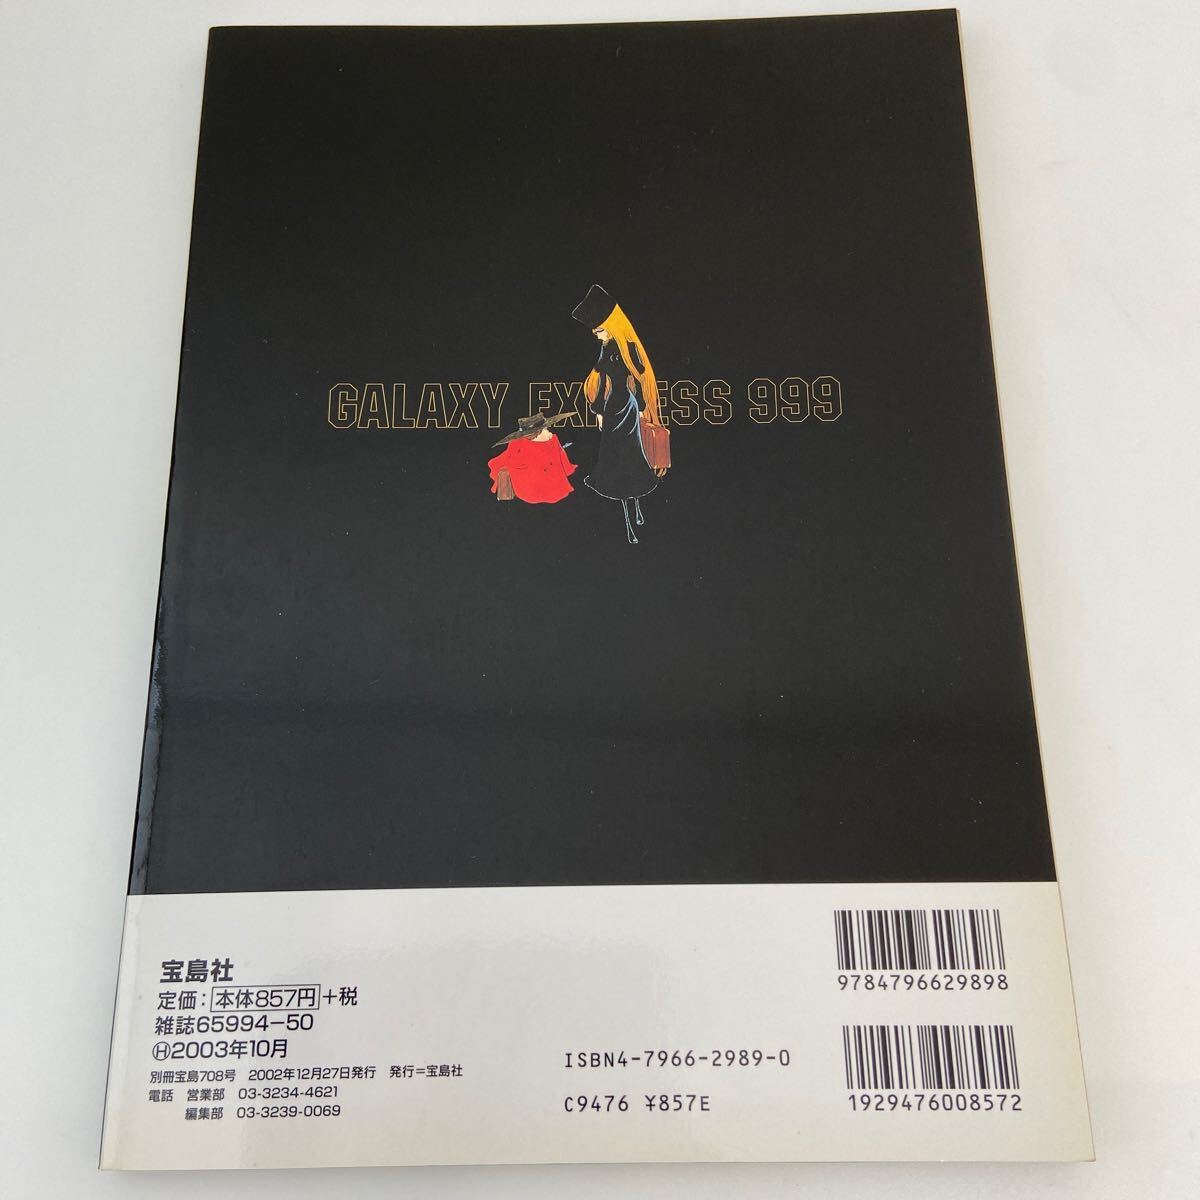 GALAXY EXPRESS 999
宝島社
定価：本体857円+税
雑誌65994-50
Ⓗ2003年10月
別冊宝島708号 2002年12月27日発行 発行=宝島社
電話 営業部 03-3234-4621
編集部 03-3239-0069
ISBN4-7966-2989-0
C9476 ¥857E
9784796629898
1929476008572